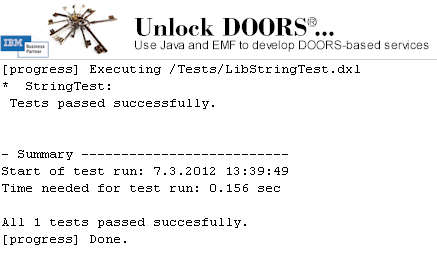 Unlock DOORS®...
Use Java and EMF to develop DOORS-based services
IBM
Business
Partner
[progress] Executing /Tests/LibStringTest.dxl
*  StringTest:
 Tests passed successfully.
- Summary --------------------------
Start of test run: 7.3.2012 13:39:49
Time needed for test run: 0.156 sec
All 1 tests passed succesfully.
[progress] Done.